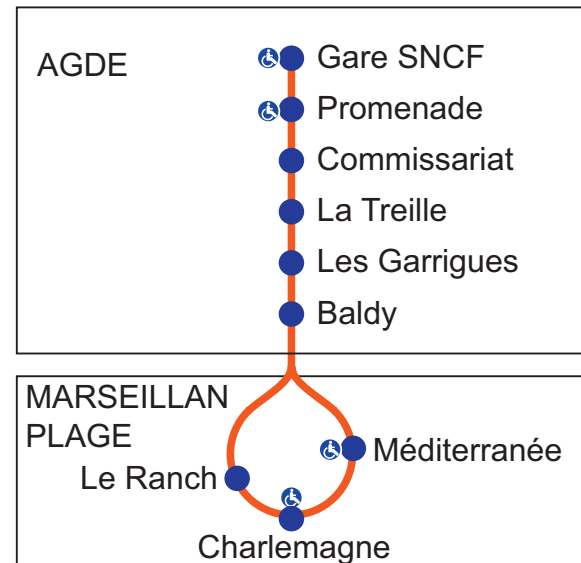 AGDE
Gare SNCF
Promenade
Commissariat
La Treille
Les Garrigues
Baldy
MARSEILLAN
PLAGE
Méditerranée
Le Ranch
Charlemagne